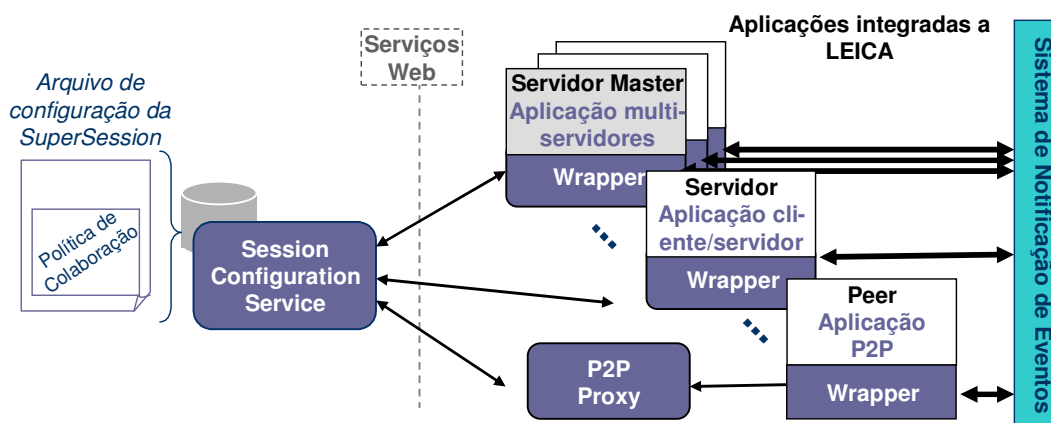 Aplicações integradas a
LEICA
Serviços
Web
Arquivo de
configuração da
SuperSession
Política de
Colaboração
Session
Configuration
Service
Servidor Master
Aplicação multi-
servidores
Wrapper
Servidor
Aplicação cli-
ente/servidor
Wrapper
Peer
Aplicação
P2P
Wrapper
P2P
Proxy
Sistema de Notificação de Eventos